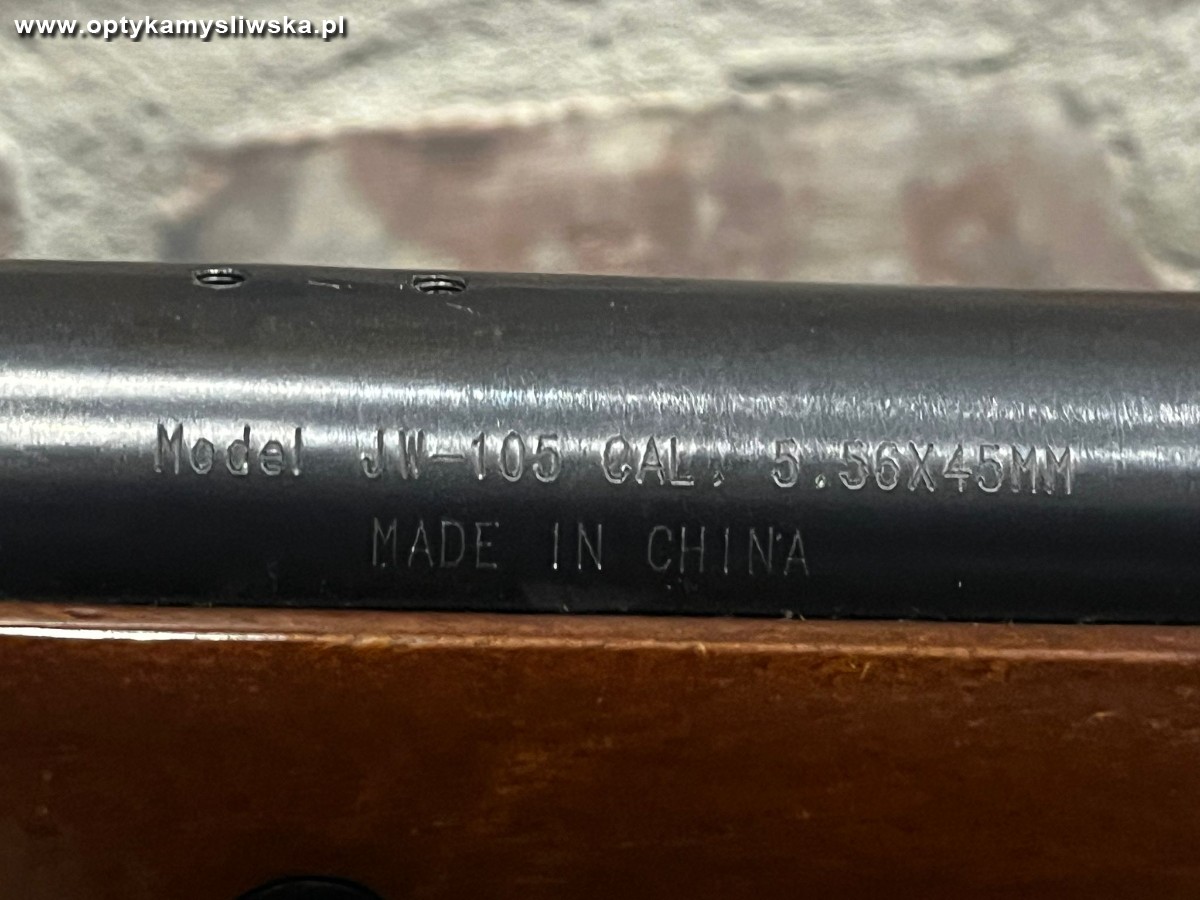 www.optykamysliwska.pl
Model JW-105 CAL. 5.56X45MM
MADE IN CHINA